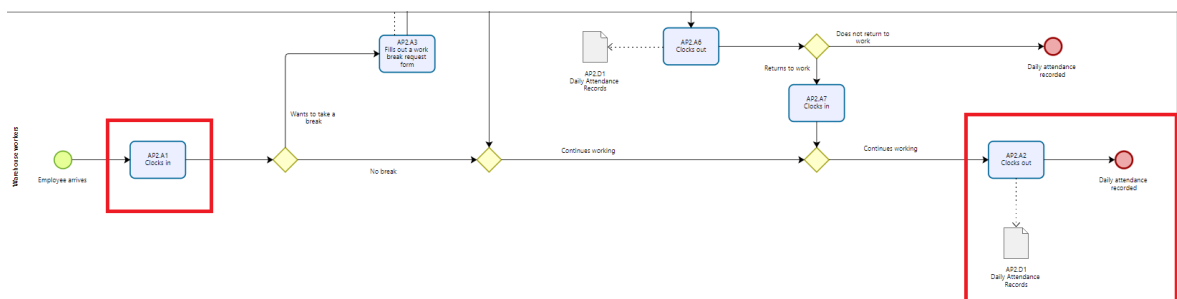 Warehouse workers
Employee arrives
AP2.A1
Clocks in
Wants to take a
break
No break
AP2.A3
Fills out a work
break request
form
Continues working
AP2.D1
Daily Attendance
Records
AP2.A6
Clocks out
Does not return to
work
Daily attendance
recorded
Returns to work
AP2.A7
Clocks in
Continues working
AP2.A2
Clocks out
Daily attendance
recorded
AP2.D1
Daily Attendance
Records